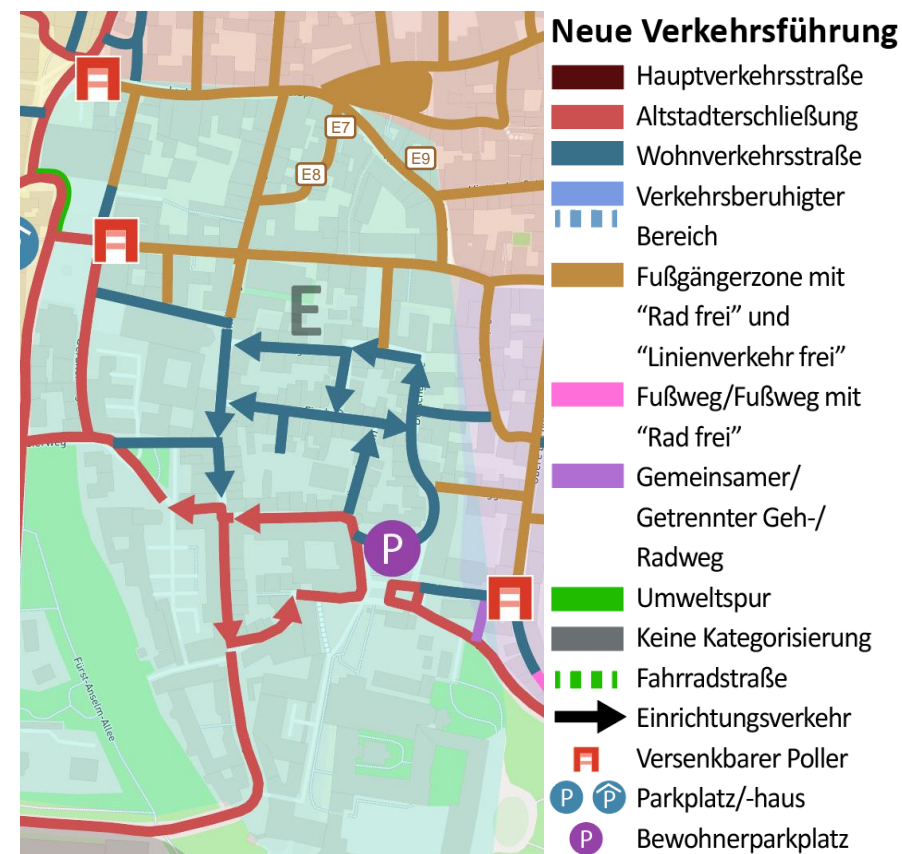 Neue Verkehrsführung
Hauptverkehrsstraße
Altstadterschließung
Wohnverkehrsstraße
Verkehrsberuhigter
Bereich
Fußgängerzone mit
“Rad frei” und
“Linienverkehr frei”
Fußweg/Fußweg mit
“Rad frei”
Gemeinsamer/
Getrennter Geh-/
Radweg
Umweltspur
Keine Kategorisierung
Fahrradstraße
Einrichtungsverkehr
Versenkbarer Poller
P P Parkplatz/-haus
P Bewohnerparkplatz
E7
E8
E9
E
P
Fürst-Anselm-Allee